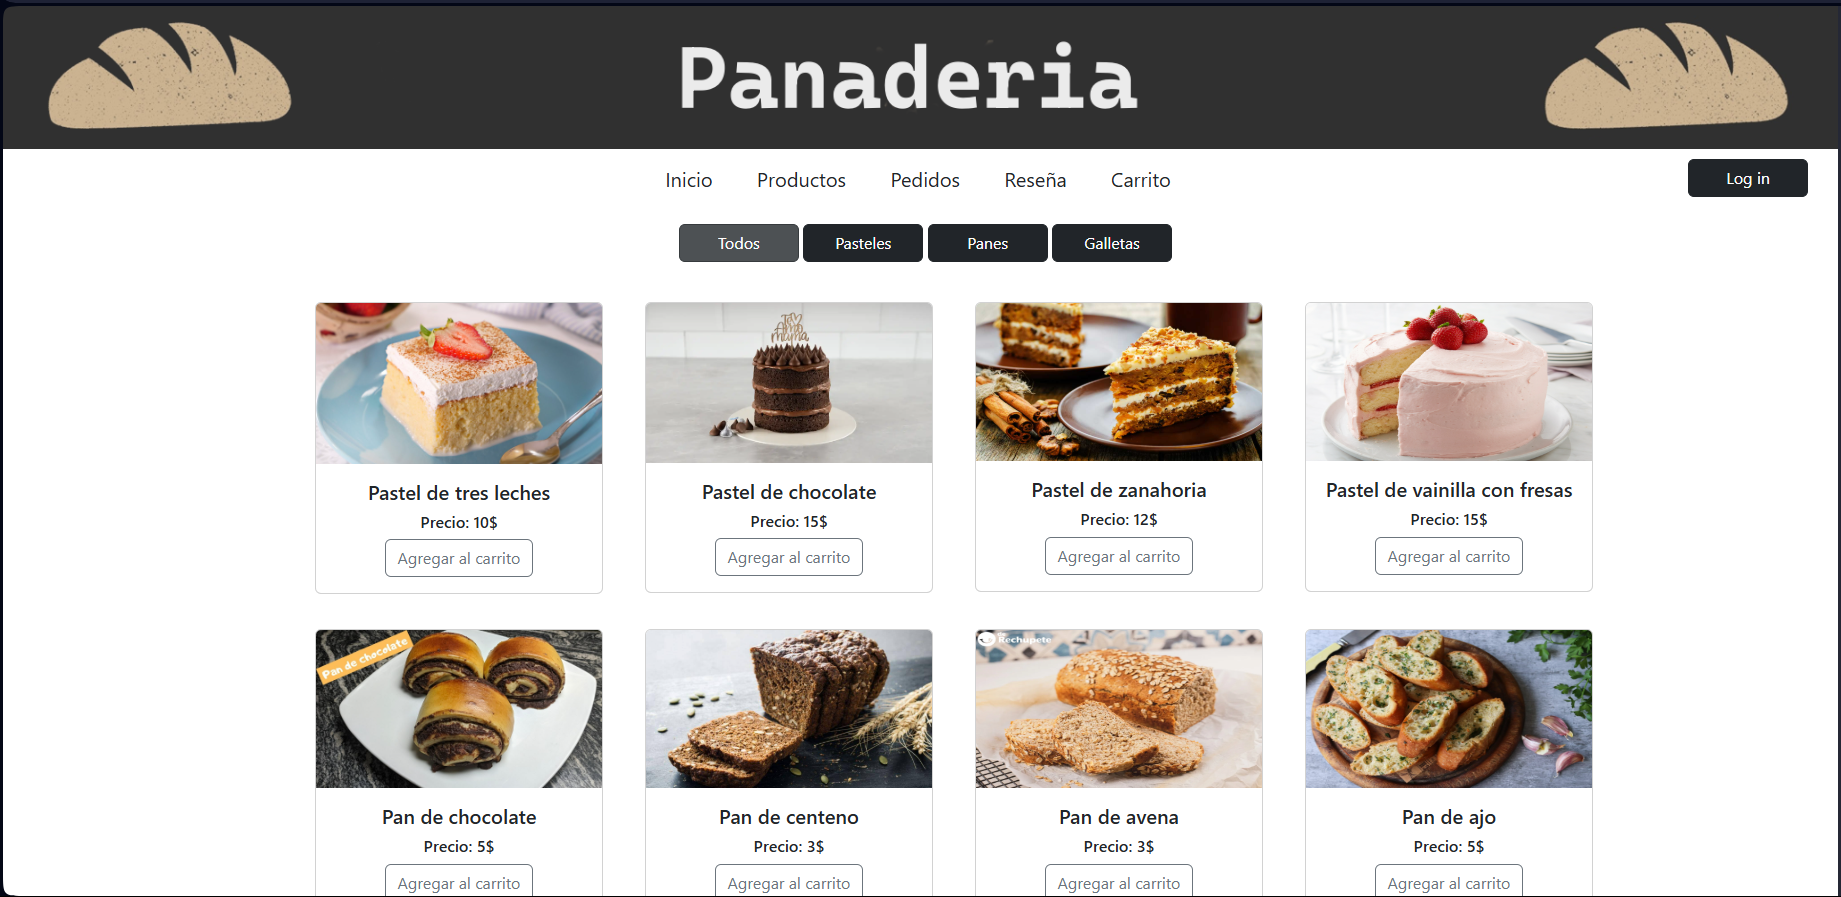 Panaderia
Inicio Productos Pedidos Reseña Carrito Log in
Todos Pasteles Panes Galletas
Te Amo mama
Pastel de tres leches
Precio: 10$
Agregar al carrito
Pastel de chocolate
Precio: 15$
Agregar al carrito
Pastel de zanahoria
Precio: 12$
Agregar al carrito
Pastel de vainilla con fresas
Precio: 15$
Agregar al carrito
Pan de chocolate
Pan de chocolate
Precio: 5$
Agregar al carrito
Pan de centeno
Precio: 3$
Agregar al carrito
Rechupete
Pan de avena
Precio: 3$
Agregar al carrito
Pan de ajo
Precio: 5$
Agregar al carrito